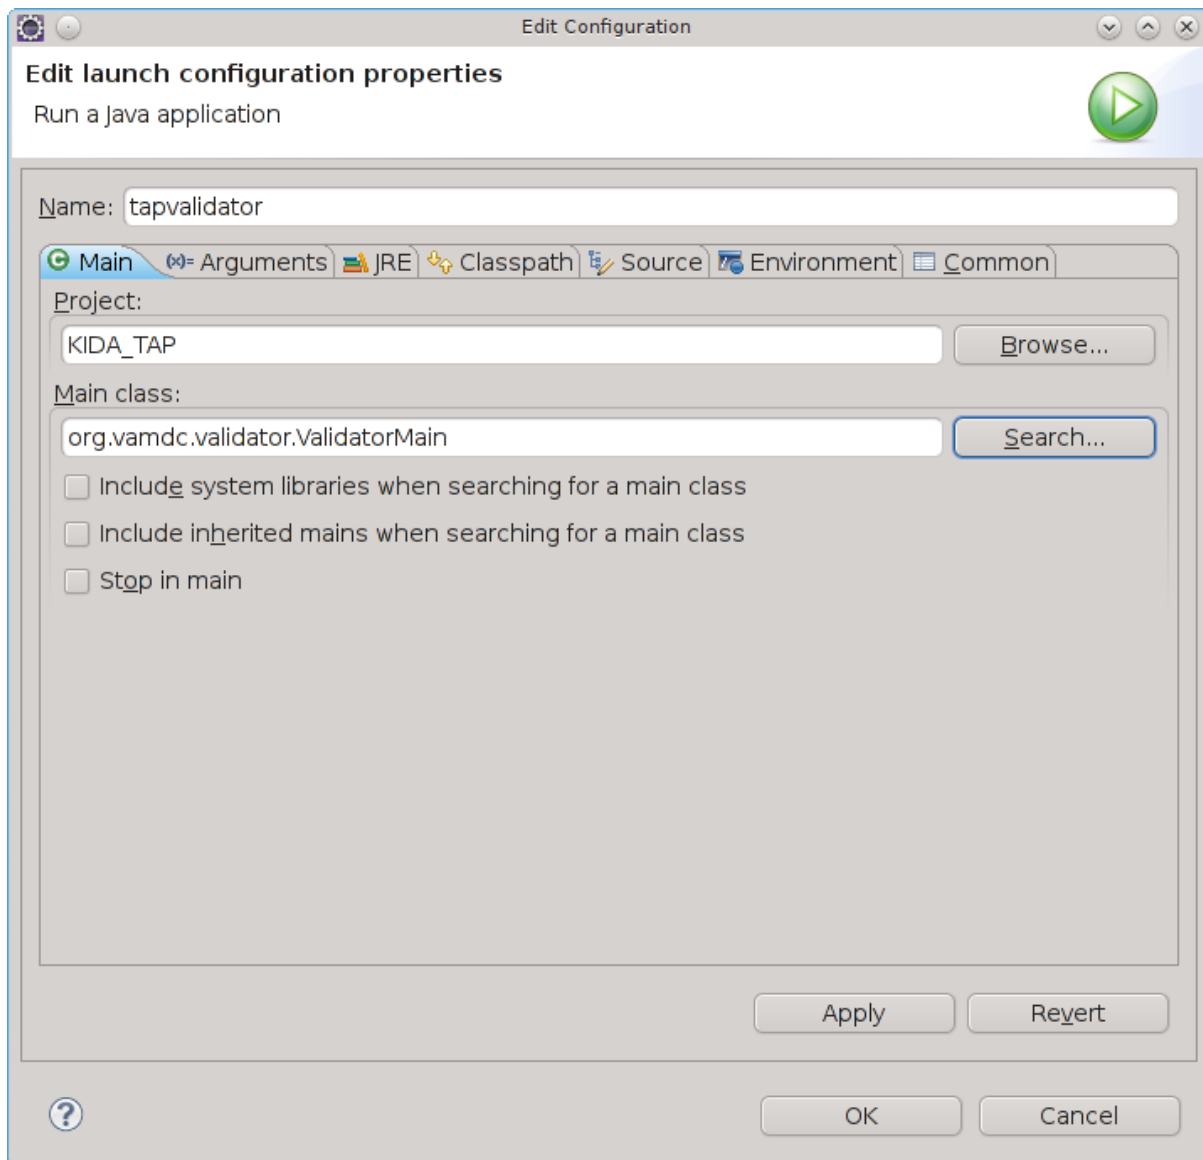 Edit Configuration
Edit launch configuration properties
Run a Java application
Name: tapvalidator
Main (x)= Arguments JRE Classpath Source Environment Common
Project:
KIDA_TAP Browse...
Main class:
org.vamdc.validator.ValidatorMain Search...
Include system libraries when searching for a main class
Include inherited mains when searching for a main class
Stop in main
Apply Revert
? OK Cancel